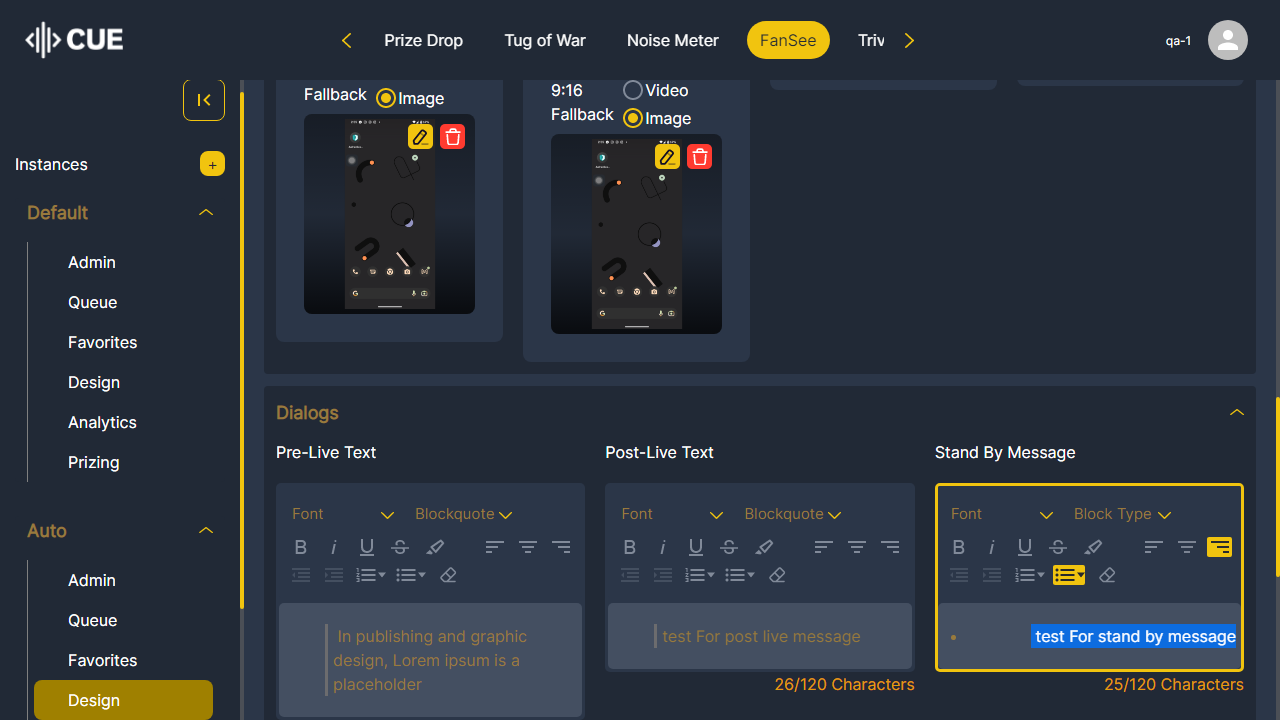 CUE
Prize Drop
Tug of War
Noise Meter
FanSee
Triv
qa-1
Instances
+
Default
Admin
Queue
Favorites
Design
Analytics
Prizing
Auto
Admin
Queue
Favorites
Design
Fallback
Image
9:16
Fallback
Video
Image
Dialogs
Pre-Live Text
Font
Blockquote
In publishing and graphic
design, Lorem ipsum is a
placeholder
Post-Live Text
Font
Blockquote
test For post live message
26/120 Characters
Stand By Message
Font
Block Type
• test For stand by message
25/120 Characters